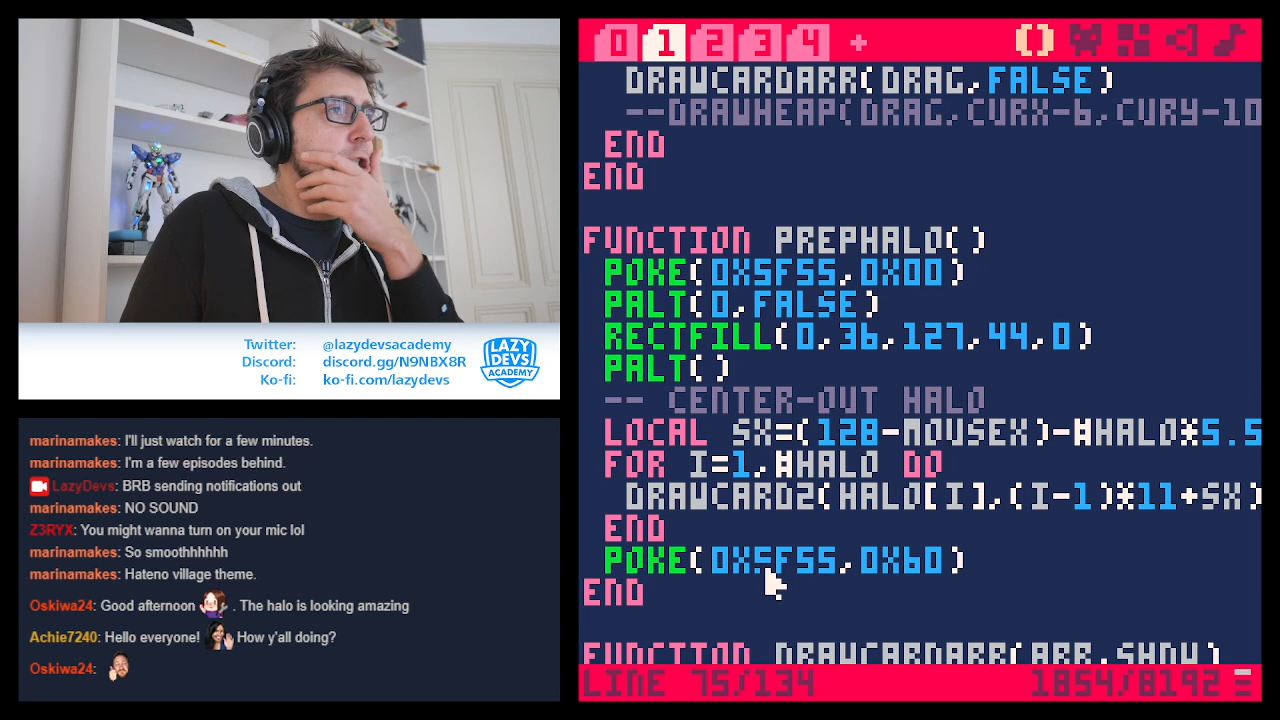 Twitter: @lazydevsacademy
Discord: discord.gg/N9NBX8R
Ko-fi: ko-fi.com/lazydevs
LAZY
DEVS
ACADEMY
marinamakes: I'll just watch for a few minutes.
marinamakes: I'm a few episodes behind.
LazyDevs: BRB sending notifications out
marinamakes: NO SOUND
Z3RYX: You might wanna turn on your mic lol
marinamakes: So smoothhhhhh
marinamakes: Hateno village theme.
Oskiwa24: Good afternoon . The halo is looking amazing
Achie7240: Hello everyone! How y'all doing?
Oskiwa24:
0 1 2 3 4 +
DRAWCARDARR(DRAG,FALSE)
--DRAWHEAP(DRAG,CURX-6,CURY-10
END
END
FUNCTION PREPHALO()
POKE(0X5F55,0X00)
PALT(0,FALSE)
RECTFILL(0,36,127,44,0)
PALT()
-- CENTER-OUT HALO
LOCAL SX=(128-MOUSEX)-#HALO*5.5
FOR I=1,#HALO DO
DRAWCARD2(HALO[I],(I-1)*11+SX)
END
POKE(0X5F55,0X60)
END
FUNCTION DRAWCARDARR(ARR,SHOW)
LINE 75/134 1854/8192